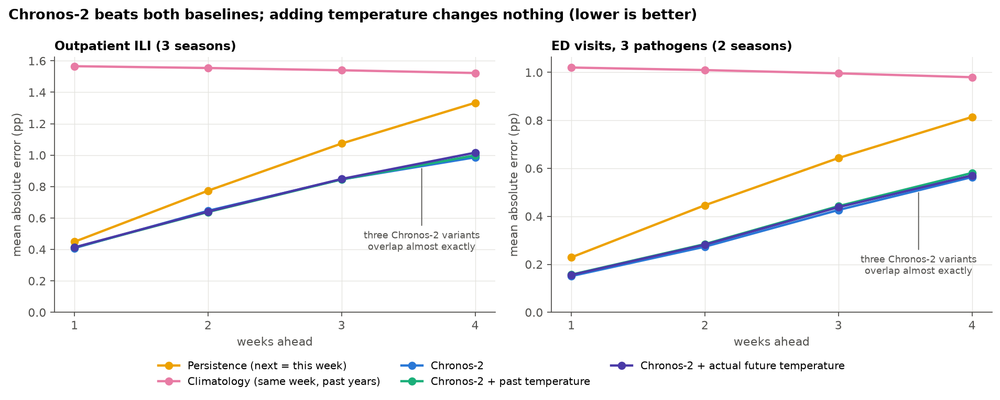 Chronos-2 beats both baselines; adding temperature changes nothing (lower is better)
Outpatient ILI (3 seasons)
mean absolute error (pp)
1.6
1.4
1.2
1.0
0.8
0.6
0.4
0.2
0.0
three Chronos-2 variants
overlap almost exactly
1 2 3 4
weeks ahead
ED visits, 3 pathogens (2 seasons)
mean absolute error (pp)
1.0
0.8
0.6
0.4
0.2
0.0
three Chronos-2 variants
overlap almost exactly
1 2 3 4
weeks ahead
Persistence (next = this week)
Climatology (same week, past years)
Chronos-2
Chronos-2 + past temperature
Chronos-2 + actual future temperature